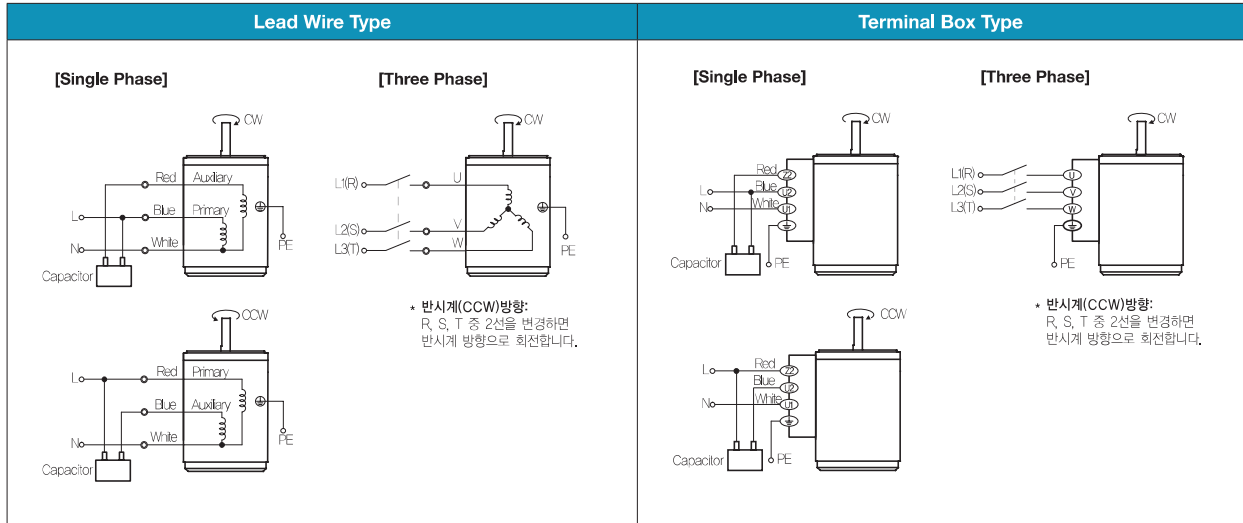 Lead Wire Type
[Single Phase]
CW
Red Auxiliary
L Blue Primary
N White
PE
Capacitor
CCW
L Red Primary
Blue Auxiliary
N White
PE
Capacitor
[Three Phase]
CW
L1(R) U
L2(S) V
L3(T) W
PE
* 반시계(CCW)방향:
R, S, T 중 2선을 변경하면
반시계 방향으로 회전합니다.
Terminal Box Type
[Single Phase]
CW
Red Z2
L Blue U2
N White U1
Capacitor PE
CCW
L Red Z2
Blue U2
N White U1
Capacitor PE
[Three Phase]
CW
L1(R) U
L2(S) V
L3(T) W
PE
* 반시계(CCW)방향:
R, S, T 중 2선을 변경하면
반시계 방향으로 회전합니다.